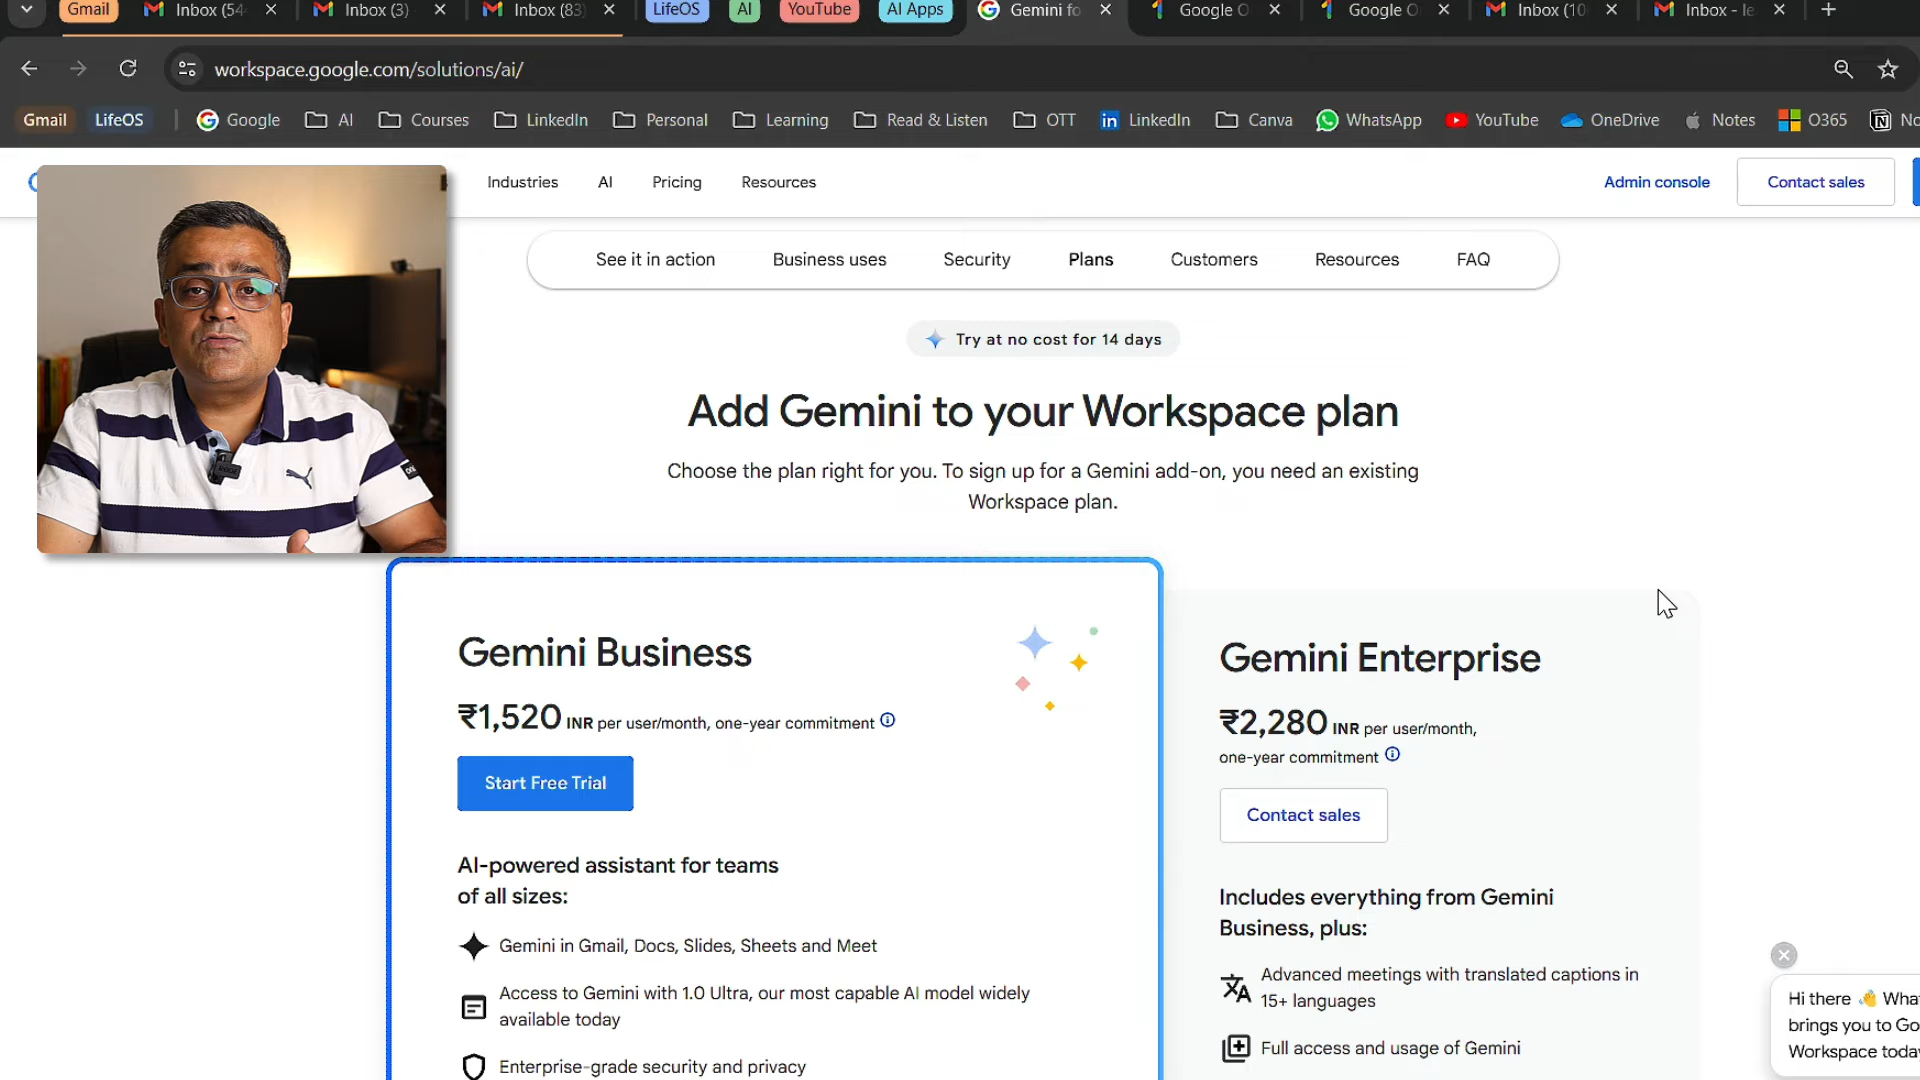 Gmail
Inbox (54
Inbox (3)
Inbox (83)
LifeOS
AI
YouTube
AI Apps
Gemini fo
Google O
Google O
Inbox (10
Inbox - le
workspace.google.com/solutions/ai/
Gmail
LifeOS
Google
AI
Courses
LinkedIn
Personal
Learning
Read & Listen
OTT
LinkedIn
Canva
WhatsApp
YouTube
OneDrive
Notes
O365
No
Industries
AI
Pricing
Resources
Admin console
Contact sales
See it in action
Business uses
Security
Plans
Customers
Resources
FAQ
Try at no cost for 14 days
Add Gemini to your Workspace plan
Choose the plan right for you. To sign up for a Gemini add-on, you need an existing
Workspace plan.
Gemini Business
₹1,520 INR per user/month, one-year commitment
Start Free Trial
AI-powered assistant for teams
of all sizes:
Gemini in Gmail, Docs, Slides, Sheets and Meet
Access to Gemini with 1.0 Ultra, our most capable AI model widely
available today
Enterprise-grade security and privacy
Gemini Enterprise
₹2,280 INR per user/month,
one-year commitment
Contact sales
Includes everything from Gemini
Business, plus:
Advanced meetings with translated captions in
15+ languages
Full access and usage of Gemini
Hi there 👋 What
brings you to Go
Workspace today